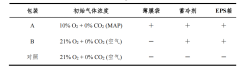 包装 初始气体浓度 薄膜袋 蓄冷剂 EPS箱
A 10% O₂ + 0% CO₂ (MAP) + + +
B 21% O₂ + 0% CO₂ (空气) − + +
对照 21% O₂ + 0% CO₂ (空气) − − −